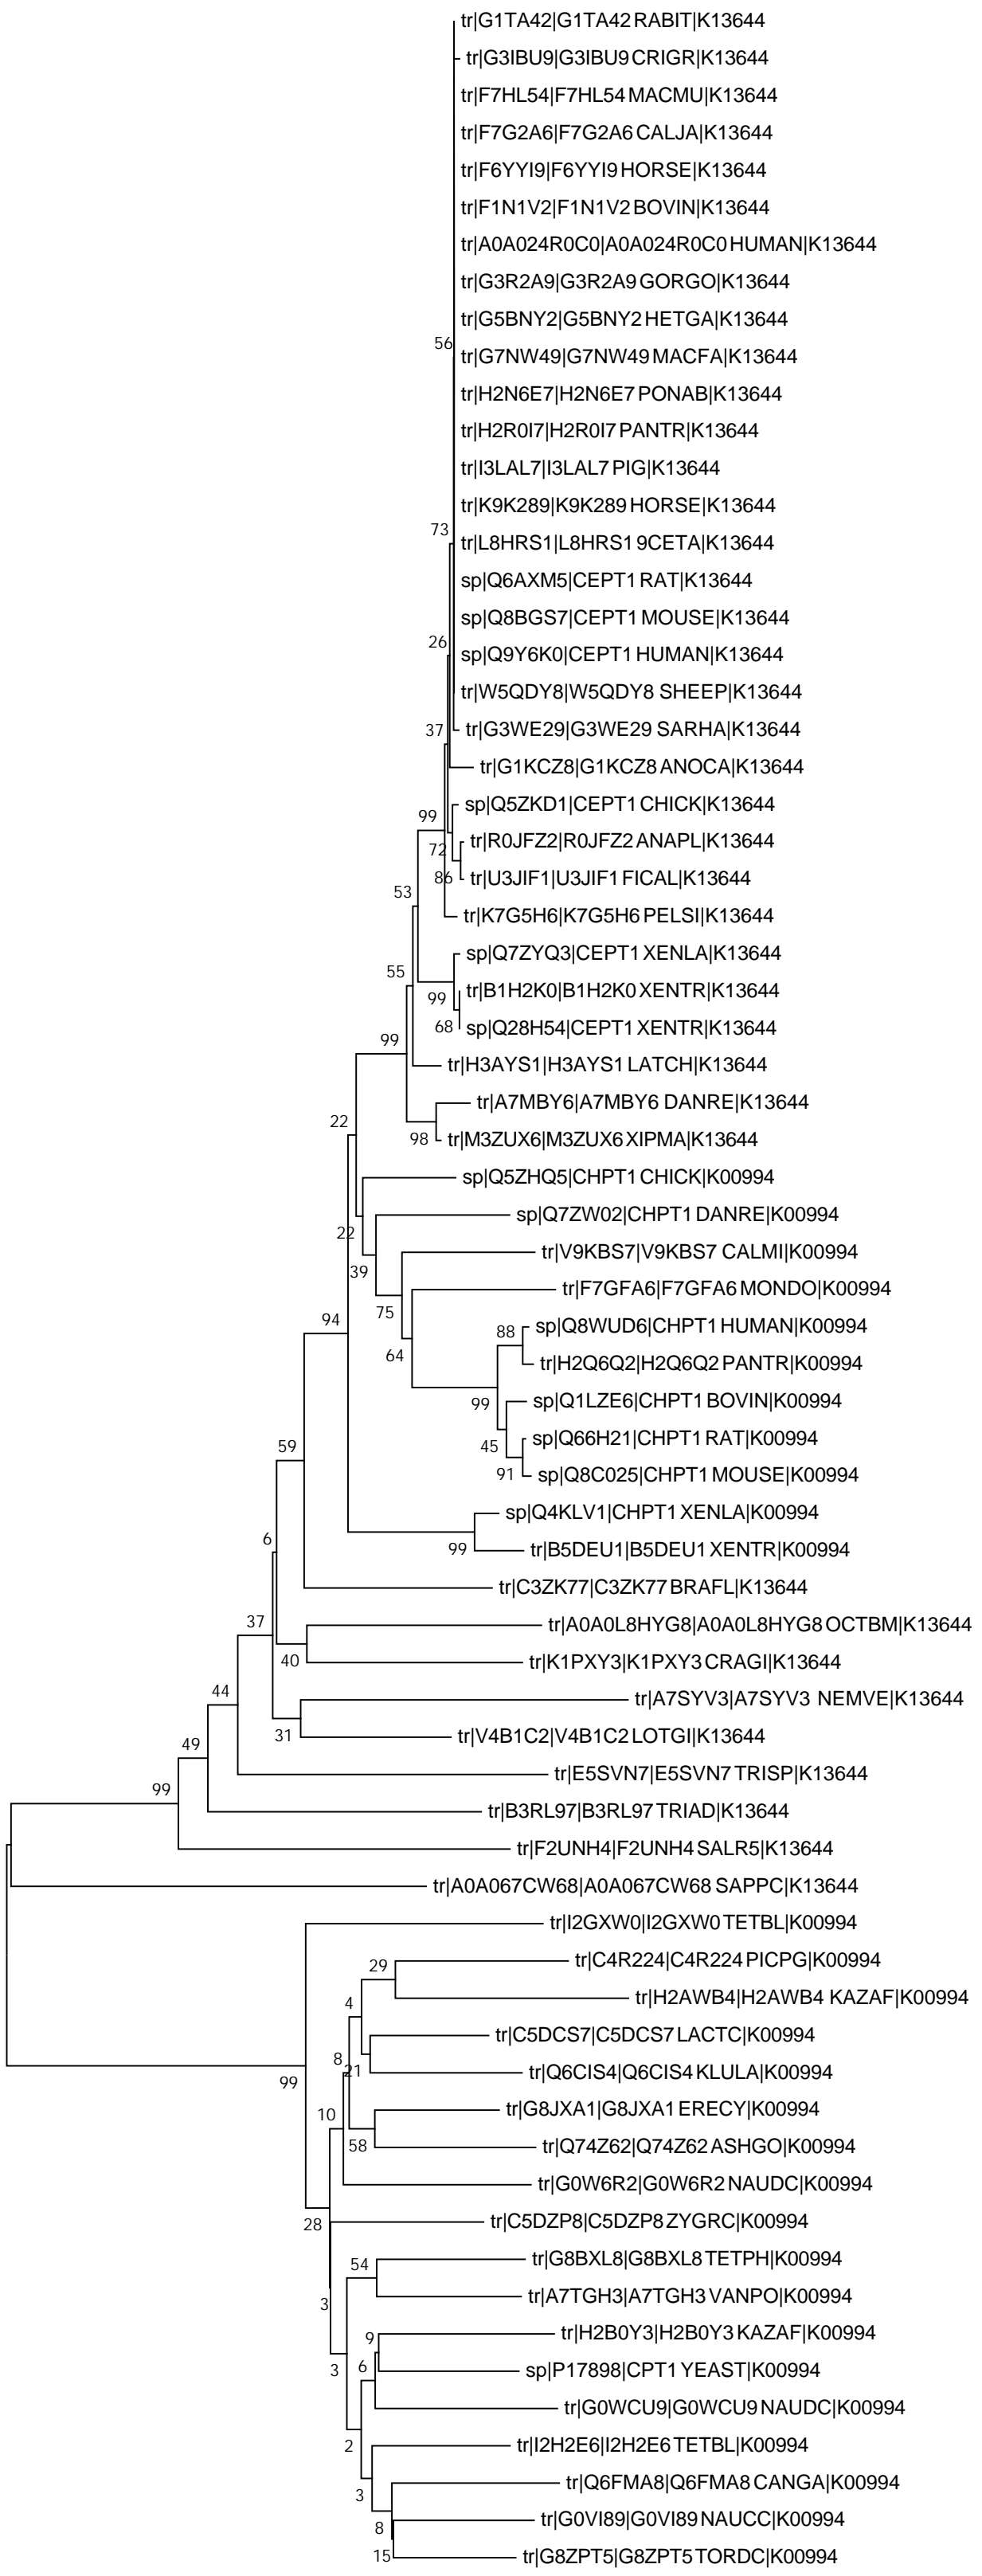 tr|G1TA42|G1TA42 RABIT|K13644
tr|G3IBU9|G3IBU9 CRIGR|K13644
tr|F7HL54|F7HL54 MACMU|K13644
tr|F7G2A6|F7G2A6 CALJA|K13644
tr|F6YYI9|F6YYI9 HORSE|K13644
tr|F1N1V2|F1N1V2 BOVIN|K13644
tr|A0A024R0C0|A0A024R0C0 HUMAN|K13644
tr|G3R2A9|G3R2A9 GORGO|K13644
tr|G5BNY2|G5BNY2 HETGA|K13644
56
tr|G7NW49|G7NW49 MACFA|K13644
tr|H2N6E7|H2N6E7 PONAB|K13644
tr|H2R0I7|H2R0I7 PANTR|K13644
tr|I3LAL7|I3LAL7 PIG|K13644
tr|K9K289|K9K289 HORSE|K13644
73
tr|L8HRS1|L8HRS1 9CETA|K13644
sp|Q6AXM5|CEPT1 RAT|K13644
sp|Q8BGS7|CEPT1 MOUSE|K13644
26
sp|Q9Y6K0|CEPT1 HUMAN|K13644
tr|W5QDY8|W5QDY8 SHEEP|K13644
37
tr|G3WE29|G3WE29 SARHA|K13644
tr|G1KCZ8|G1KCZ8 ANOCA|K13644
sp|Q5ZKD1|CEPT1 CHICK|K13644
99
tr|R0JFZ2|R0JFZ2 ANAPL|K13644
72
86
tr|U3JIF1|U3JIF1 FICAL|K13644
53
tr|K7G5H6|K7G5H6 PELSI|K13644
sp|Q7ZYQ3|CEPT1 XENLA|K13644
55
99
tr|B1H2K0|B1H2K0 XENTR|K13644
68
sp|Q28H54|CEPT1 XENTR|K13644
99
tr|H3AYS1|H3AYS1 LATCH|K13644
tr|A7MBY6|A7MBY6 DANRE|K13644
22
98
tr|M3ZUX6|M3ZUX6 XIPMA|K13644
sp|Q5ZHQ5|CHPT1 CHICK|K00994
sp|Q7ZW02|CHPT1 DANRE|K00994
22
tr|V9KBS7|V9KBS7 CALMI|K00994
39
tr|F7GFA6|F7GFA6 MONDO|K00994
75
94
88
sp|Q8WUD6|CHPT1 HUMAN|K00994
64
tr|H2Q6Q2|H2Q6Q2 PANTR|K00994
99
sp|Q1LZE6|CHPT1 BOVIN|K00994
59
45
sp|Q66H21|CHPT1 RAT|K00994
91
sp|Q8C025|CHPT1 MOUSE|K00994
sp|Q4KLV1|CHPT1 XENLA|K00994
6
99
tr|B5DEU1|B5DEU1 XENTR|K00994
tr|C3ZK77|C3ZK77 BRAFL|K13644
37
tr|A0A0L8HYG8|A0A0L8HYG8 OCTBM|K13644
40
tr|K1PXY3|K1PXY3 CRAGI|K13644
44
tr|A7SYV3|A7SYV3 NEMVE|K13644
31
tr|V4B1C2|V4B1C2 LOTGI|K13644
49
tr|E5SVN7|E5SVN7 TRISP|K13644
99
tr|B3RL97|B3RL97 TRIAD|K13644
tr|F2UNH4|F2UNH4 SALR5|K13644
tr|A0A067CW68|A0A067CW68 SAPPC|K13644
tr|I2GXW0|I2GXW0 TETBL|K00994
29
tr|C4R224|C4R224 PICPG|K00994
4
tr|H2AWB4|H2AWB4 KAZAF|K00994
tr|C5DCS7|C5DCS7 LACTC|K00994
8
21
tr|Q6CIS4|Q6CIS4 KLULA|K00994
99
10
tr|G8JXA1|G8JXA1 ERECY|K00994
58
tr|Q74Z62|Q74Z62 ASHGO|K00994
tr|G0W6R2|G0W6R2 NAUDC|K00994
28
tr|C5DZP8|C5DZP8 ZYGRC|K00994
54
tr|G8BXL8|G8BXL8 TETPH|K00994
3
tr|A7TGH3|A7TGH3 VANPO|K00994
9
tr|H2B0Y3|H2B0Y3 KAZAF|K00994
3
6
sp|P17898|CPT1 YEAST|K00994
tr|G0WCU9|G0WCU9 NAUDC|K00994
2
tr|I2H2E6|I2H2E6 TETBL|K00994
3
tr|Q6FMA8|Q6FMA8 CANGA|K00994
8
tr|G0VI89|G0VI89 NAUCC|K00994
15
tr|G8ZPT5|G8ZPT5 TORDC|K00994